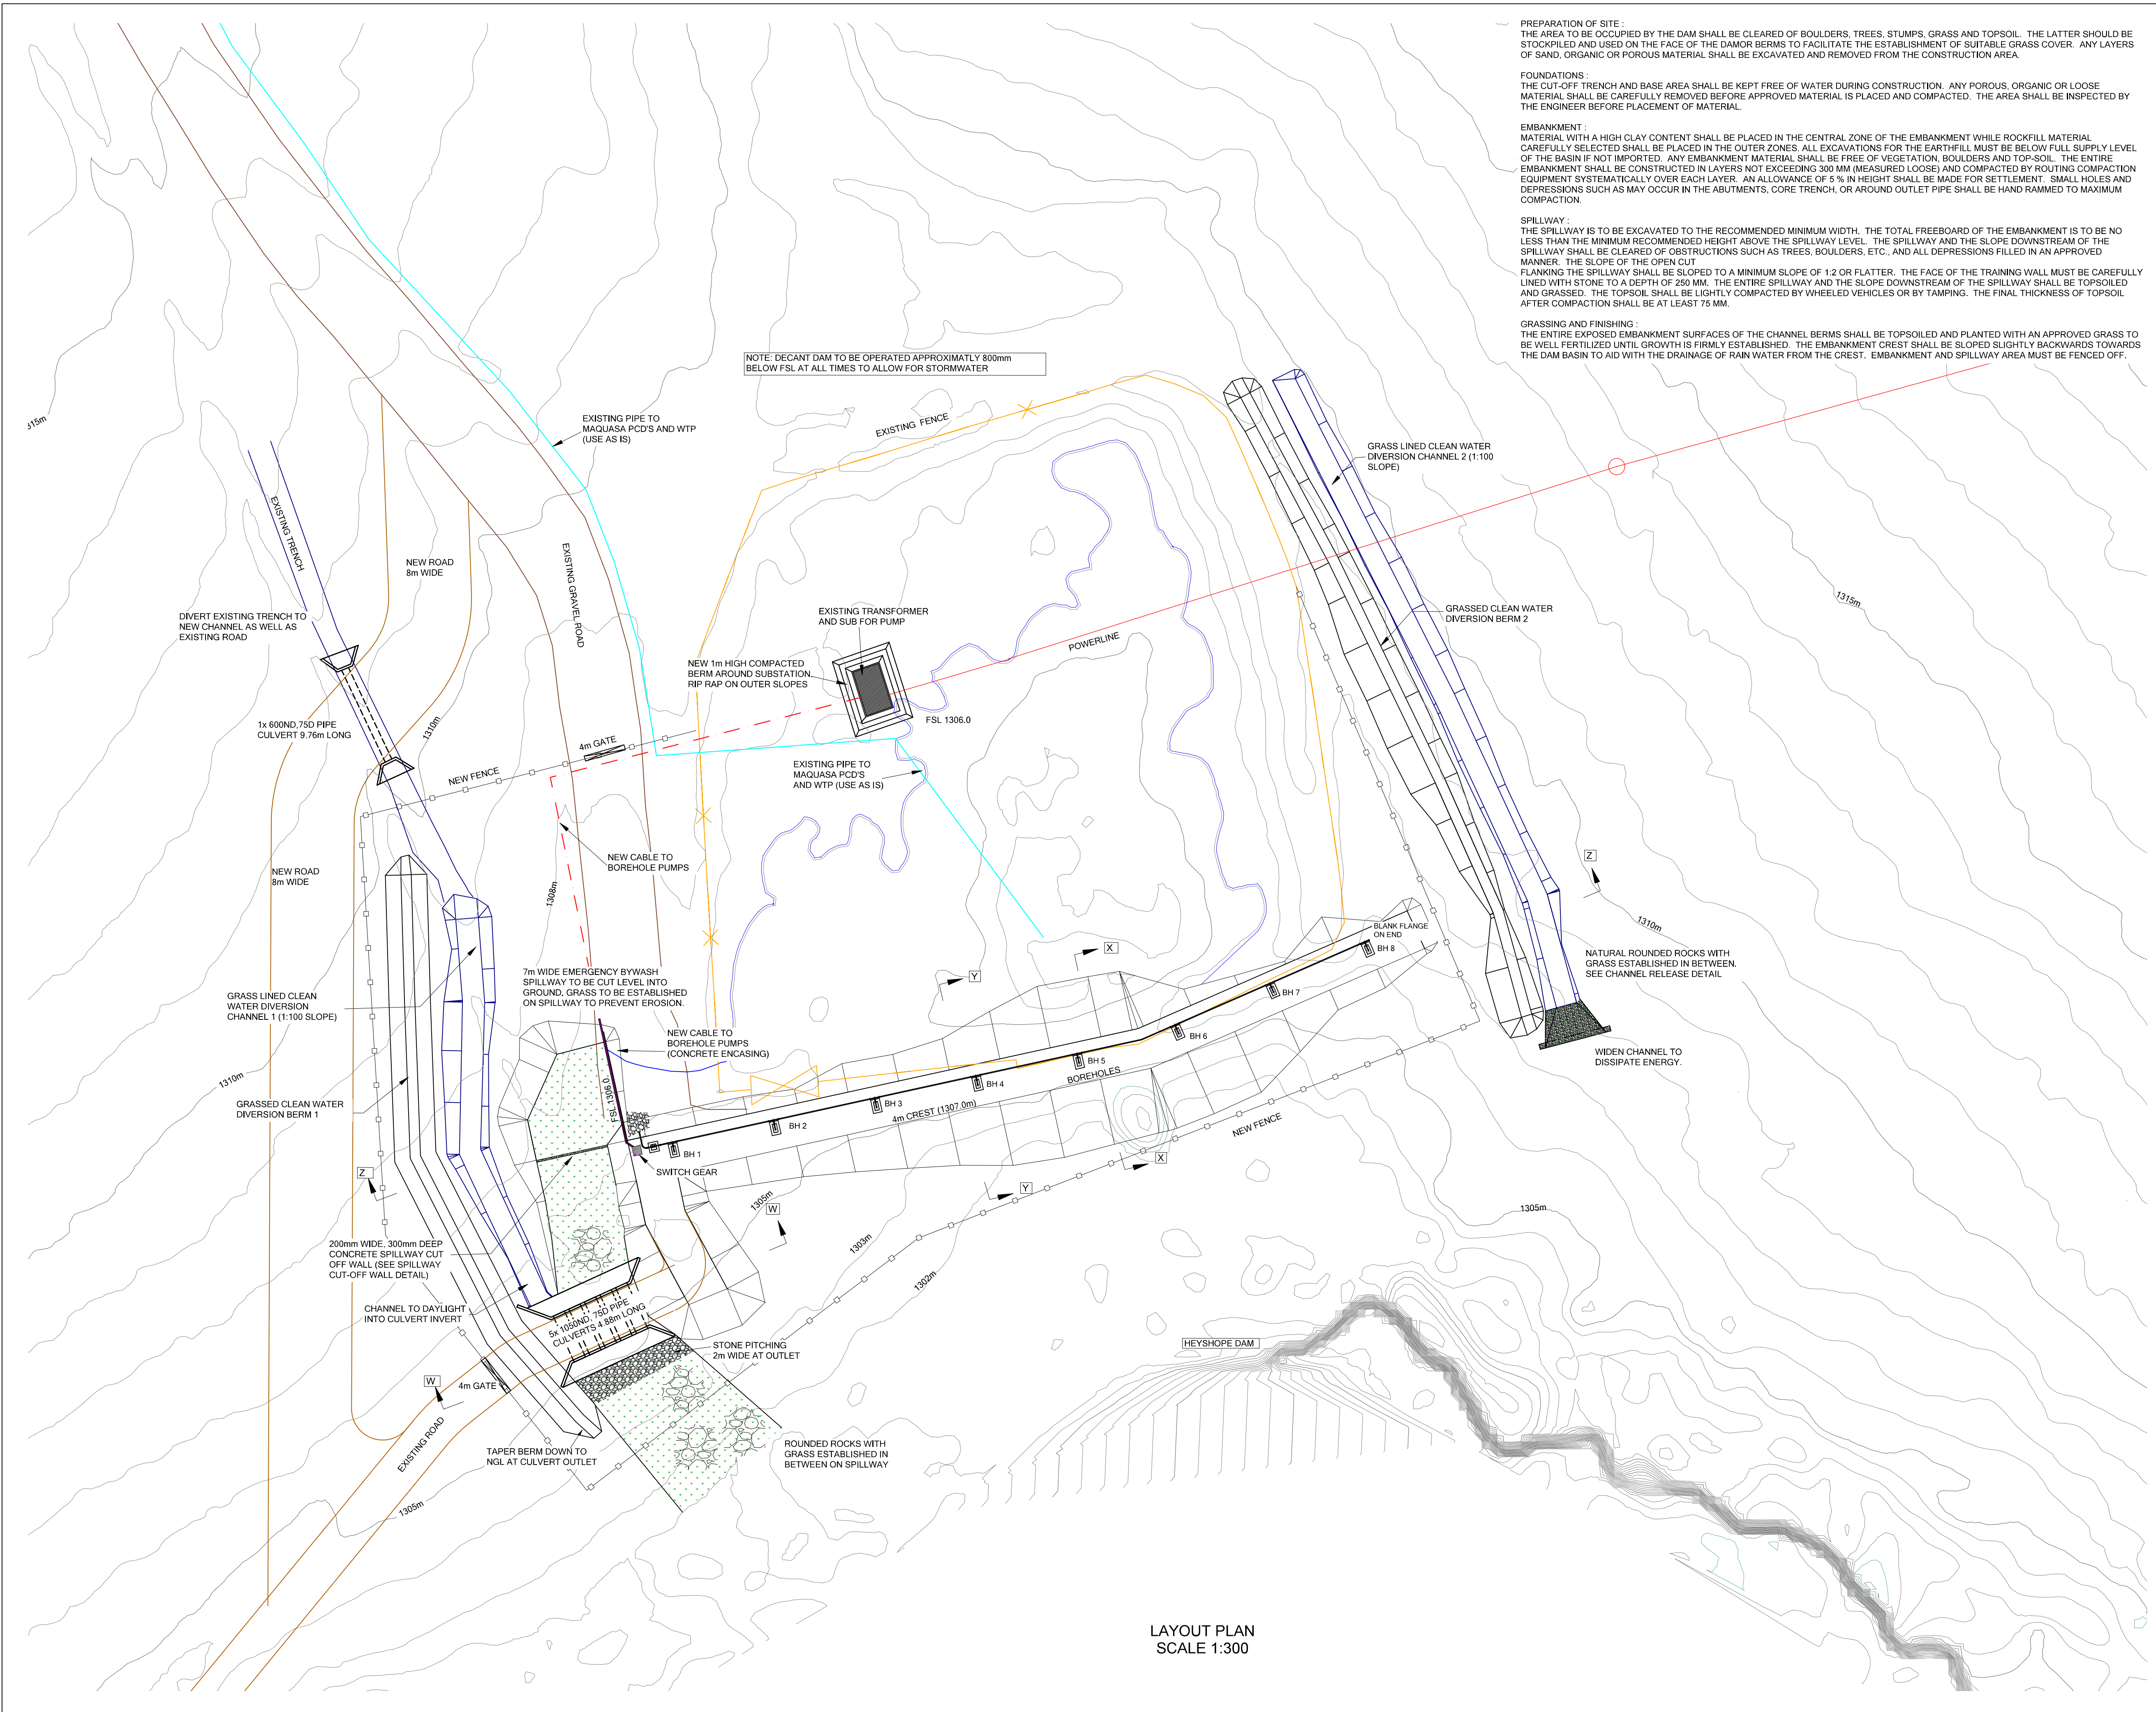 PREPARATION OF SITE :
THE AREA TO BE OCCUPIED BY THE DAM SHALL BE CLEARED OF BOULDERS, TREES, STUMPS, GRASS AND TOPSOIL. THE LATTER SHOULD BE
STOCKPILED AND USED ON THE FACE OF THE DAMOR BERMS TO FACILITATE THE ESTABLISHMENT OF SUITABLE GRASS COVER. ANY LAYERS
OF SAND, ORGANIC OR POROUS MATERIAL SHALL BE EXCAVATED AND REMOVED FROM THE CONSTRUCTION AREA.
FOUNDATIONS :
THE CUT-OFF TRENCH AND BASE AREA SHALL BE KEPT FREE OF WATER DURING CONSTRUCTION. ANY POROUS, ORGANIC OR LOOSE
MATERIAL SHALL BE CAREFULLY REMOVED BEFORE APPROVED MATERIAL IS PLACED AND COMPACTED. THE AREA SHALL BE INSPECTED BY
THE ENGINEER BEFORE PLACEMENT OF MATERIAL.
EMBANKMENT :
MATERIAL WITH A HIGH CLAY CONTENT SHALL BE PLACED IN THE CENTRAL ZONE OF THE EMBANKMENT WHILE ROCKFILL MATERIAL
CAREFULLY SELECTED SHALL BE PLACED IN THE OUTER ZONES. ALL EXCAVATIONS FOR THE EARTHFILL MUST BE BELOW FULL SUPPLY LEVEL
OF THE BASIN IF NOT IMPORTED. ANY EMBANKMENT MATERIAL SHALL BE FREE OF VEGETATION, BOULDERS AND TOP-SOIL. THE ENTIRE
EMBANKMENT SHALL BE CONSTRUCTED IN LAYERS NOT EXCEEDING 300 MM (MEASURED LOOSE) AND COMPACTED BY ROUTING COMPACTION
EQUIPMENT SYSTEMATICALLY OVER EACH LAYER. AN ALLOWANCE OF 5 % IN HEIGHT SHALL BE MADE FOR SETTLEMENT. SMALL HOLES AND
DEPRESSIONS SUCH AS MAY OCCUR IN THE ABUTMENTS, CORE TRENCH, OR AROUND OUTLET PIPE SHALL BE HAND RAMMED TO MAXIMUM
COMPACTION.
SPILLWAY :
THE SPILLWAY IS TO BE EXCAVATED TO THE RECOMMENDED MINIMUM WIDTH. THE TOTAL FREEBOARD OF THE EMBANKMENT IS TO BE NO
LESS THAN THE MINIMUM RECOMMENDED HEIGHT ABOVE THE SPILLWAY LEVEL. THE SPILLWAY AND THE SLOPE DOWNSTREAM OF THE
SPILLWAY SHALL BE CLEARED OF OBSTRUCTIONS SUCH AS TREES, BOULDERS, ETC., AND ALL DEPRESSIONS FILLED IN AN APPROVED
MANNER. THE SLOPE OF THE OPEN CUT
FLANKING THE SPILLWAY SHALL BE SLOPED TO A MINIMUM SLOPE OF 1:2 OR FLATTER. THE FACE OF THE TRAINING WALL MUST BE CAREFULLY
LINED WITH STONE TO A DEPTH OF 250 MM. THE ENTIRE SPILLWAY AND THE SLOPE DOWNSTREAM OF THE SPILLWAY SHALL BE TOPSOILED
AND GRASSED. THE TOPSOIL SHALL BE LIGHTLY COMPACTED BY WHEELED VEHICLES OR BY TAMPING. THE FINAL THICKNESS OF TOPSOIL
AFTER COMPACTION SHALL BE AT LEAST 75 MM.
GRASSING AND FINISHING :
THE ENTIRE EXPOSED EMBANKMENT SURFACES OF THE CHANNEL BERMS SHALL BE TOPSOILED AND PLANTED WITH AN APPROVED GRASS TO
BE WELL FERTILIZED UNTIL GROWTH IS FIRMLY ESTABLISHED. THE EMBANKMENT CREST SHALL BE SLOPED SLIGHTLY BACKWARDS TOWARDS
THE DAM BASIN TO AID WITH THE DRAINAGE OF RAIN WATER FROM THE CREST. EMBANKMENT AND SPILLWAY AREA MUST BE FENCED OFF.
NOTE: DECANT DAM TO BE OPERATED APPROXIMATLY 800mm
BELOW FSL AT ALL TIMES TO ALLOW FOR STORMWATER
315m
EXISTING PIPE TO
MAQUASA PCD'S AND WTP
(USE AS IS)
EXISTING FENCE
GRASS LINED CLEAN WATER
DIVERSION CHANNEL 2 (1:100
SLOPE)
EXISTING TRENCH
NEW ROAD
8m WIDE
EXISTING GRAVEL ROAD
DIVERT EXISTING TRENCH TO
NEW CHANNEL AS WELL AS
EXISTING ROAD
EXISTING TRANSFORMER
AND SUB FOR PUMP
POWERLINE
GRASSED CLEAN WATER
DIVERSION BERM 2
1315m
NEW 1m HIGH COMPACTED
BERM AROUND SUBSTATION.
RIP RAP ON OUTER SLOPES
FSL 1306.0
1x 600ND,75D PIPE
CULVERT 9.76m LONG
1310m
4m GATE
NEW FENCE
EXISTING PIPE TO
MAQUASA PCD'S
AND WTP (USE AS IS)
NEW ROAD
8m WIDE
NEW CABLE TO
BOREHOLE PUMPS
1308m
Z
1310m
BLANK FLANGE
ON END
BH 8
X
Y
NATURAL ROUNDED ROCKS WITH
GRASS ESTABLISHED IN BETWEEN.
SEE CHANNEL RELEASE DETAIL
7m WIDE EMERGENCY BYWASH
SPILLWAY TO BE CUT LEVEL INTO
GROUND, GRASS TO BE ESTABLISHED
ON SPILLWAY TO PREVENT EROSION.
GRASS LINED CLEAN
WATER DIVERSION
CHANNEL 1 (1:100 SLOPE)
BH 7
BH 6
NEW CABLE TO
BOREHOLE PUMPS
(CONCRETE ENCASING)
WIDEN CHANNEL TO
DISSIPATE ENERGY.
BH 5
BOREHOLES
BH 4
1310m
FSL 1306.0
GRASSED CLEAN WATER
DIVERSION BERM 1
BH 3
4m CREST (1307.0m)
BH 2
NEW FENCE
BH 1
X
SWITCH GEAR
Z
Y
1305m
W
1305m
200mm WIDE, 300mm DEEP
CONCRETE SPILLWAY CUT
OFF WALL (SEE SPILLWAY
CUT-OFF WALL DETAIL)
1303m
1302m
CHANNEL TO DAYLIGHT
INTO CULVERT INVERT
5x 1050ND, 75D PIPE
CULVERTS 4.88m LONG
STONE PITCHING
2m WIDE AT OUTLET
HEYSHOPE DAM
W
4m GATE
EXISTING ROAD
TAPER BERM DOWN TO
NGL AT CULVERT OUTLET
ROUNDED ROCKS WITH
GRASS ESTABLISHED IN
BETWEEN ON SPILLWAY
1305m
LAYOUT PLAN
SCALE 1:300